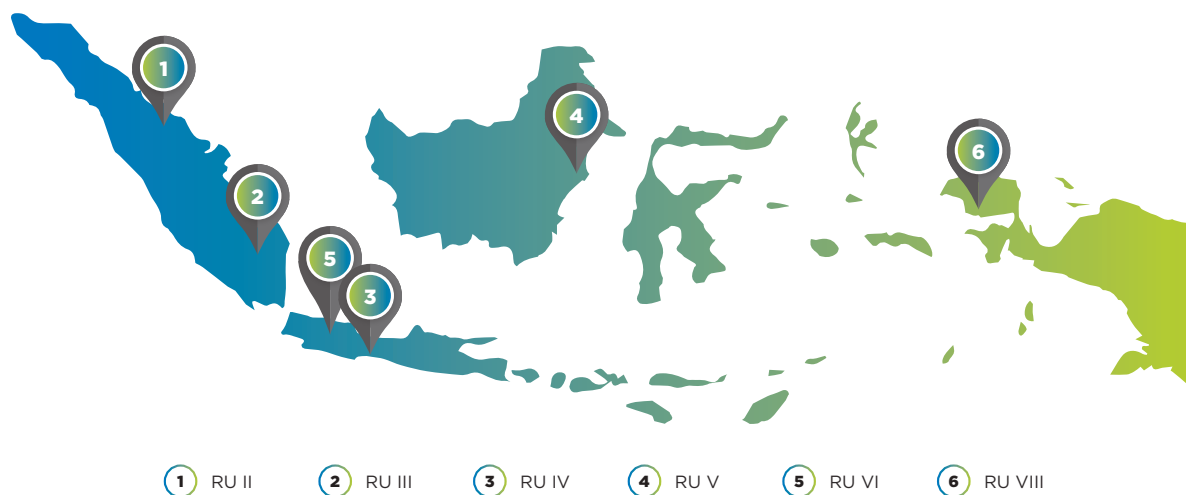 1
2
3
4
5
6
1 RU II
2 RU III
3 RU IV
4 RU V
5 RU VI
6 RU VIII